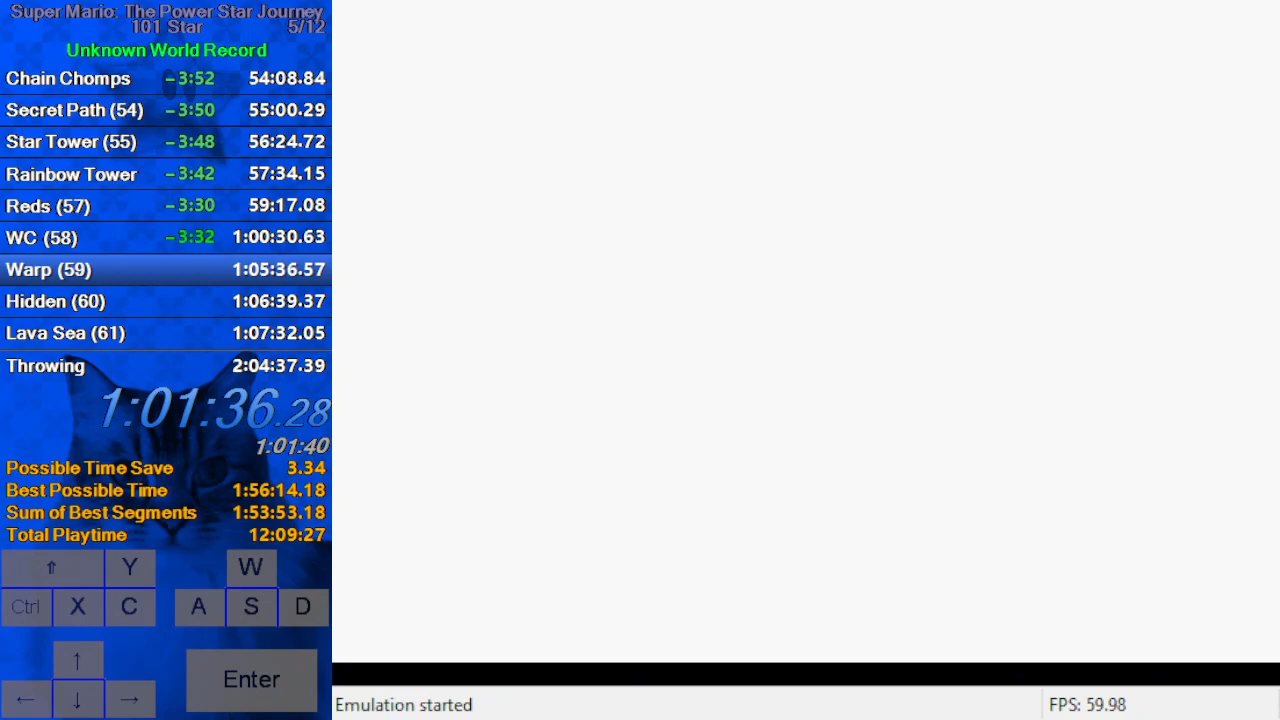 Super Mario: The Power Star Journey
101 Star 5/12
Unknown World Record
Chain Chomps -3:52 54:08.84
Secret Path (54) -3:50 55:00.29
Star Tower (55) -3:48 56:24.72
Rainbow Tower -3:42 57:34.15
Reds (57) -3:30 59:17.08
WC (58) -3:32 1:00:30.63
Warp (59) 1:05:36.57
Hidden (60) 1:06:39.37
Lava Sea (61) 1:07:32.05
Throwing 2:04:37.39
1:01:36.28
1:01:40
Possible Time Save 3.34
Best Possible Time 1:56:14.18
Sum of Best Segments 1:53:53.18
Total Playtime 12:09:27
⇑ Y W
Ctrl X C A S D
↑
Enter
← ↓ →
Emulation started FPS: 59.98